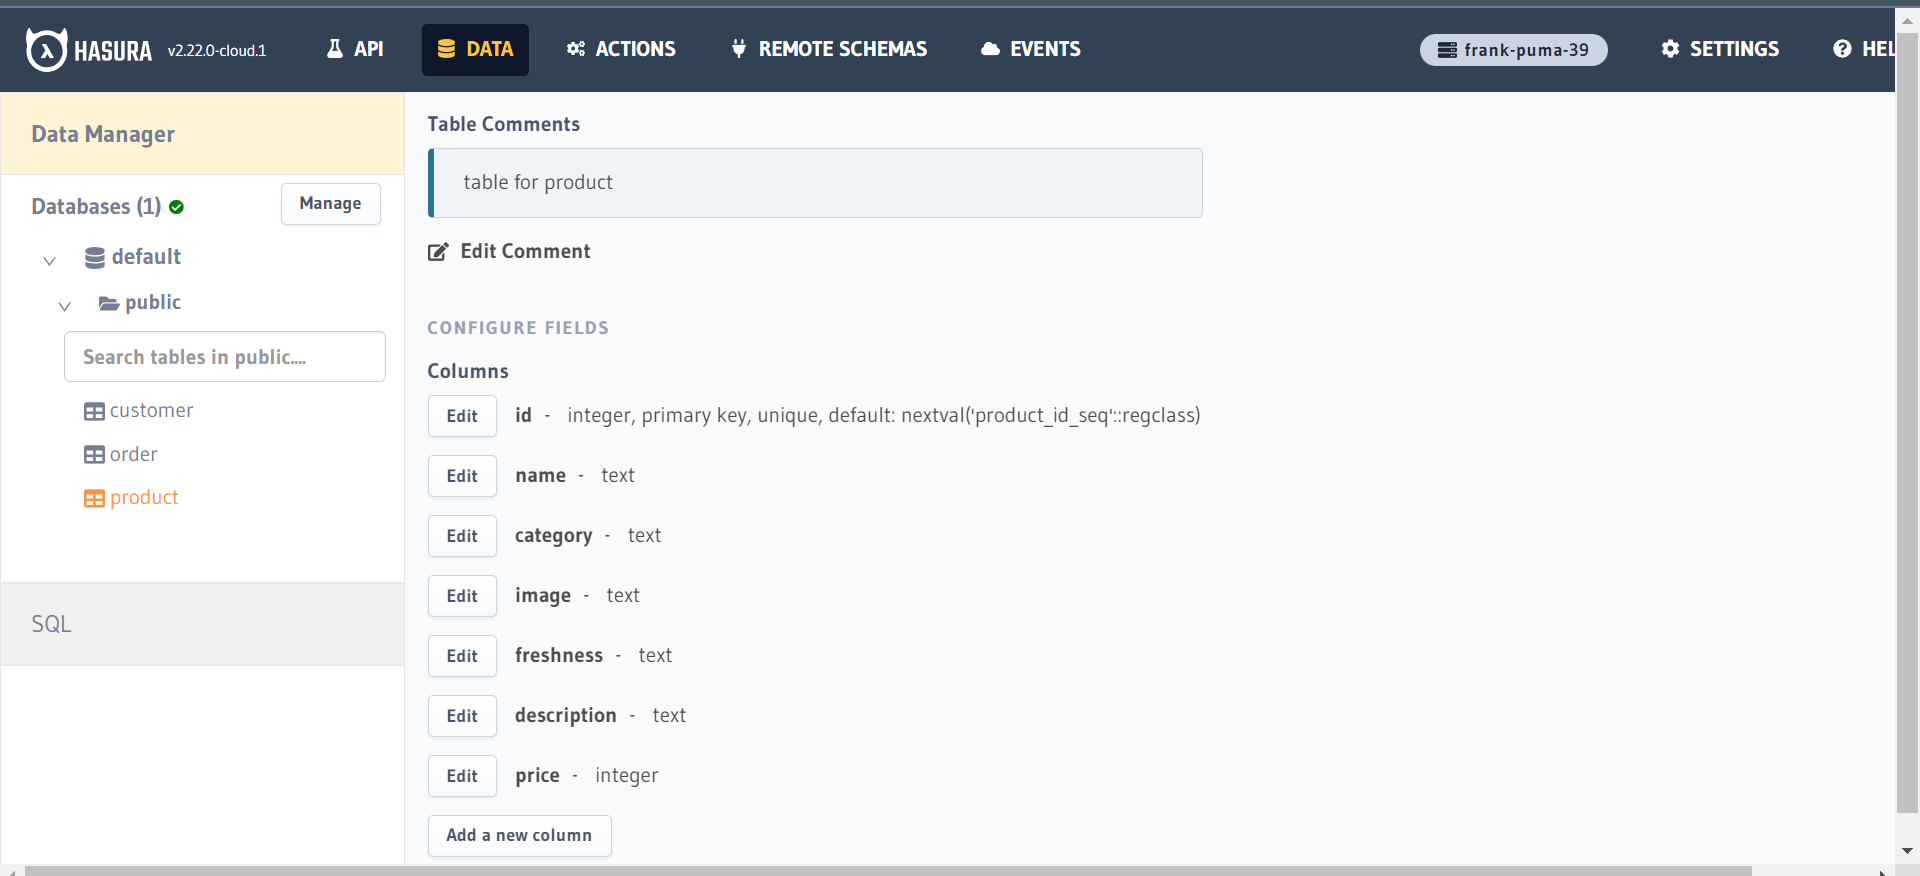 HASURA v2.22.0-cloud.1 API DATA ACTIONS REMOTE SCHEMAS EVENTS frank-puma-39 SETTINGS HEL
Data Manager
Databases (1) Manage
default
public
Search tables in public....
customer
order
product
SQL
Table Comments
table for product
Edit Comment
CONFIGURE FIELDS
Columns
Edit id - integer, primary key, unique, default: nextval('product_id_seq'::regclass)
Edit name - text
Edit category - text
Edit image - text
Edit freshness - text
Edit description - text
Edit price - integer
Add a new column